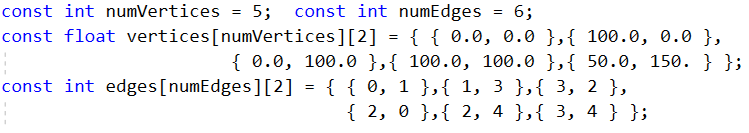 const int numVertices = 5;  const int numEdges = 6;
const float vertices[numVertices][2] = { { 0.0, 0.0 },{ 100.0, 0.0 },
{ 0.0, 100.0 },{ 100.0, 100.0 },{ 50.0, 150. } };
const int edges[numEdges][2] = { { 0, 1 },{ 1, 3 },{ 3, 2 },
{ 2, 0 },{ 2, 4 },{ 3, 4 } };